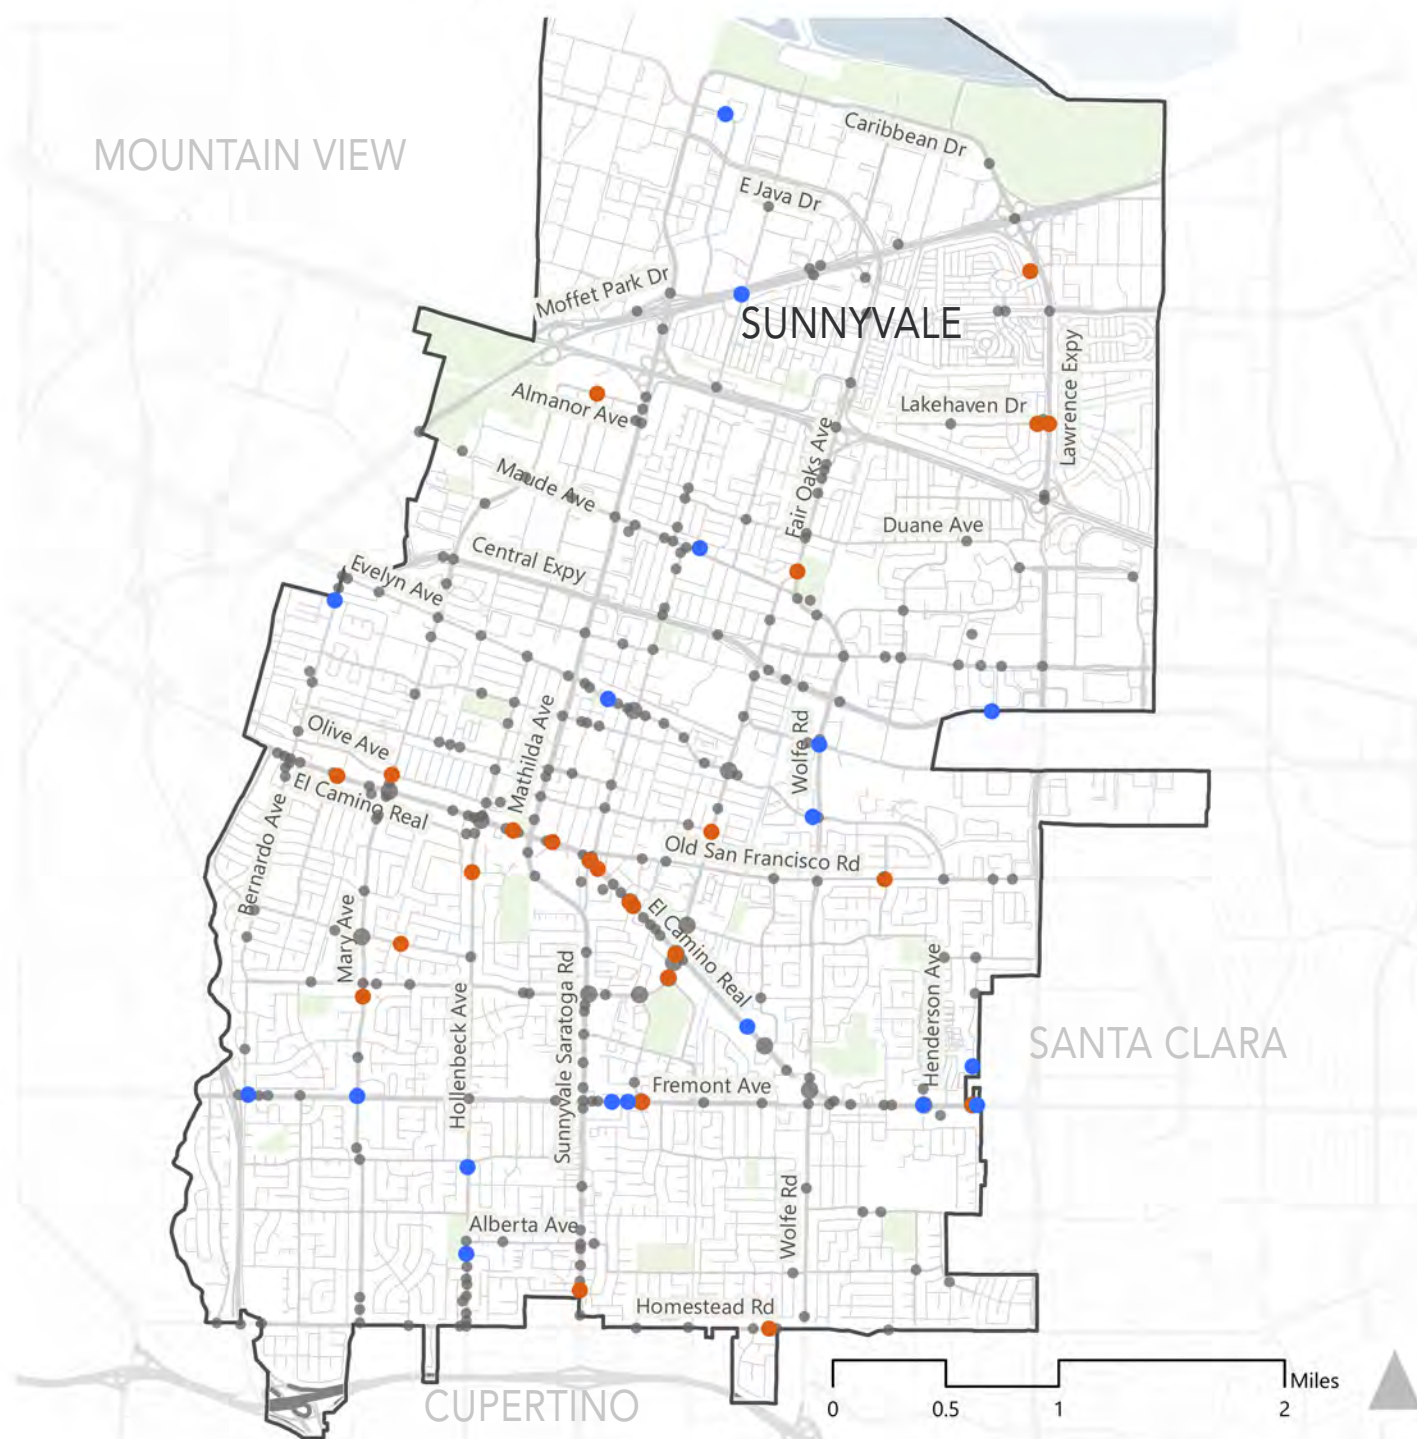 MOUNTAIN VIEW
Caribbean Dr
E Java Dr
Moffet Park Dr
SUNNYVALE
Lawrence Expy
Almanor Ave
Lakehaven Dr
Fair Oaks Ave
Maude Ave
Duane Ave
Central Expy
Evelyn Ave
Olive Ave
Mathilda Ave
Wolfe Rd
El Camino Real
Bernardo Ave
Old San Francisco Rd
Mary Ave
El Camino Real
Hollenbeck Ave
Sunnyvale Saratoga Rd
Henderson Ave
SANTA CLARA
Fremont Ave
Wolfe Rd
Alberta Ave
Homestead Rd
CUPERTINO
Miles
0 0.5 1 2